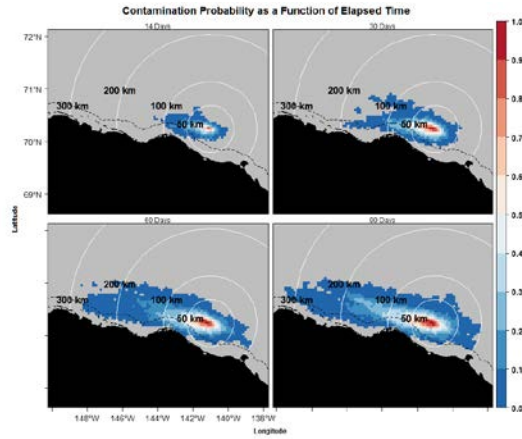 Contamination Probability as a Function of Elapsed Time
14 Days 30 Days
72°N
71°N
70°N
69°N
300 km 200 km 100 km 50 km
300 km 200 km 100 km 50 km
60 Days
300 km 200 km 100 km 50 km
300 km 200 km 100 km 50 km
148°W 146°W 144°W 142°W 140°W 138°W
Latitude
Longitude
1.0
0.9
0.8
0.7
0.6
0.5
0.4
0.3
0.2
0.1
0.0